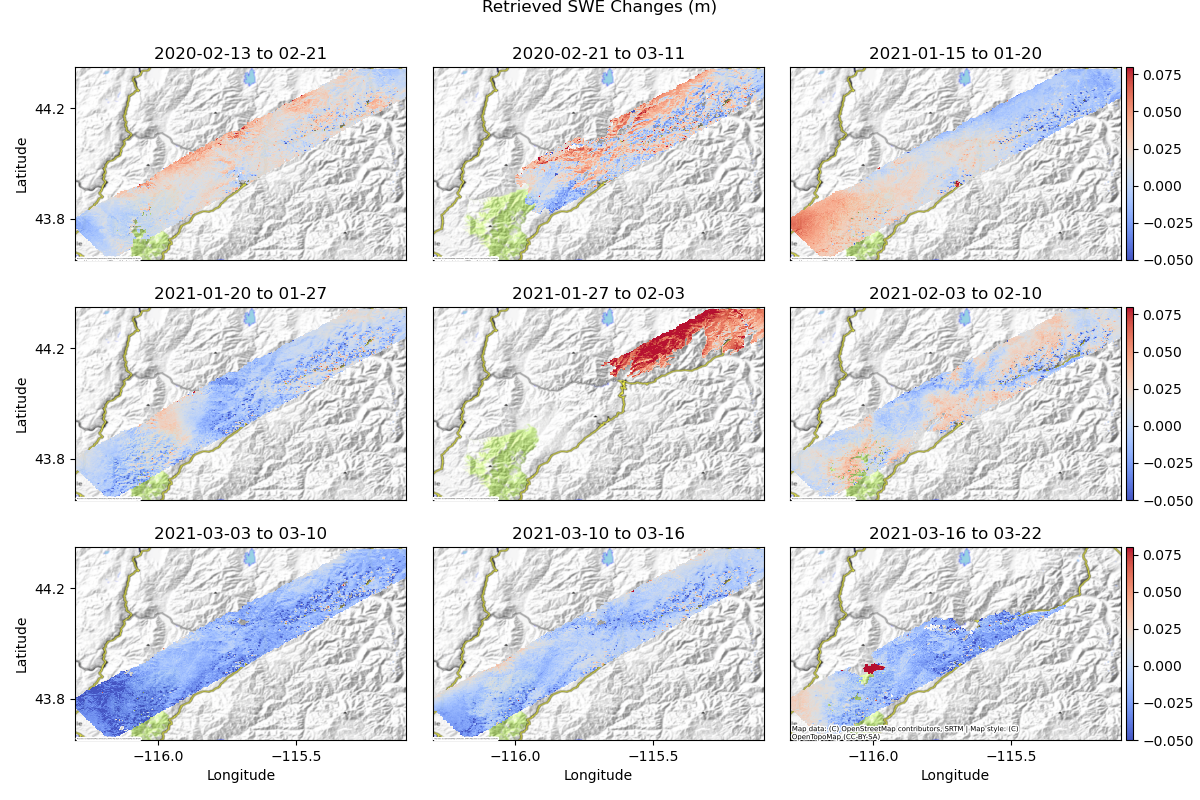 Retrieved SWE Changes (m)
2020-02-13 to 02-21
2020-02-21 to 03-11
2021-01-15 to 01-20
44.2
43.8
Latitude
0.075
0.050
0.025
0.000
−0.025
−0.050
2021-01-20 to 01-27
2021-01-27 to 02-03
2021-02-03 to 02-10
44.2
43.8
Latitude
0.075
0.050
0.025
0.000
−0.025
−0.050
2021-03-03 to 03-10
2021-03-10 to 03-16
2021-03-16 to 03-22
44.2
43.8
Latitude
0.075
0.050
0.025
0.000
−0.025
−0.050
Map data: (C) OpenStreetMap contributors, SRTM | Map style: (C)
OpenTopoMap (CC-BY-SA)
−116.0 −115.5
−116.0 −115.5
−116.0 −115.5
Longitude
Longitude
Longitude